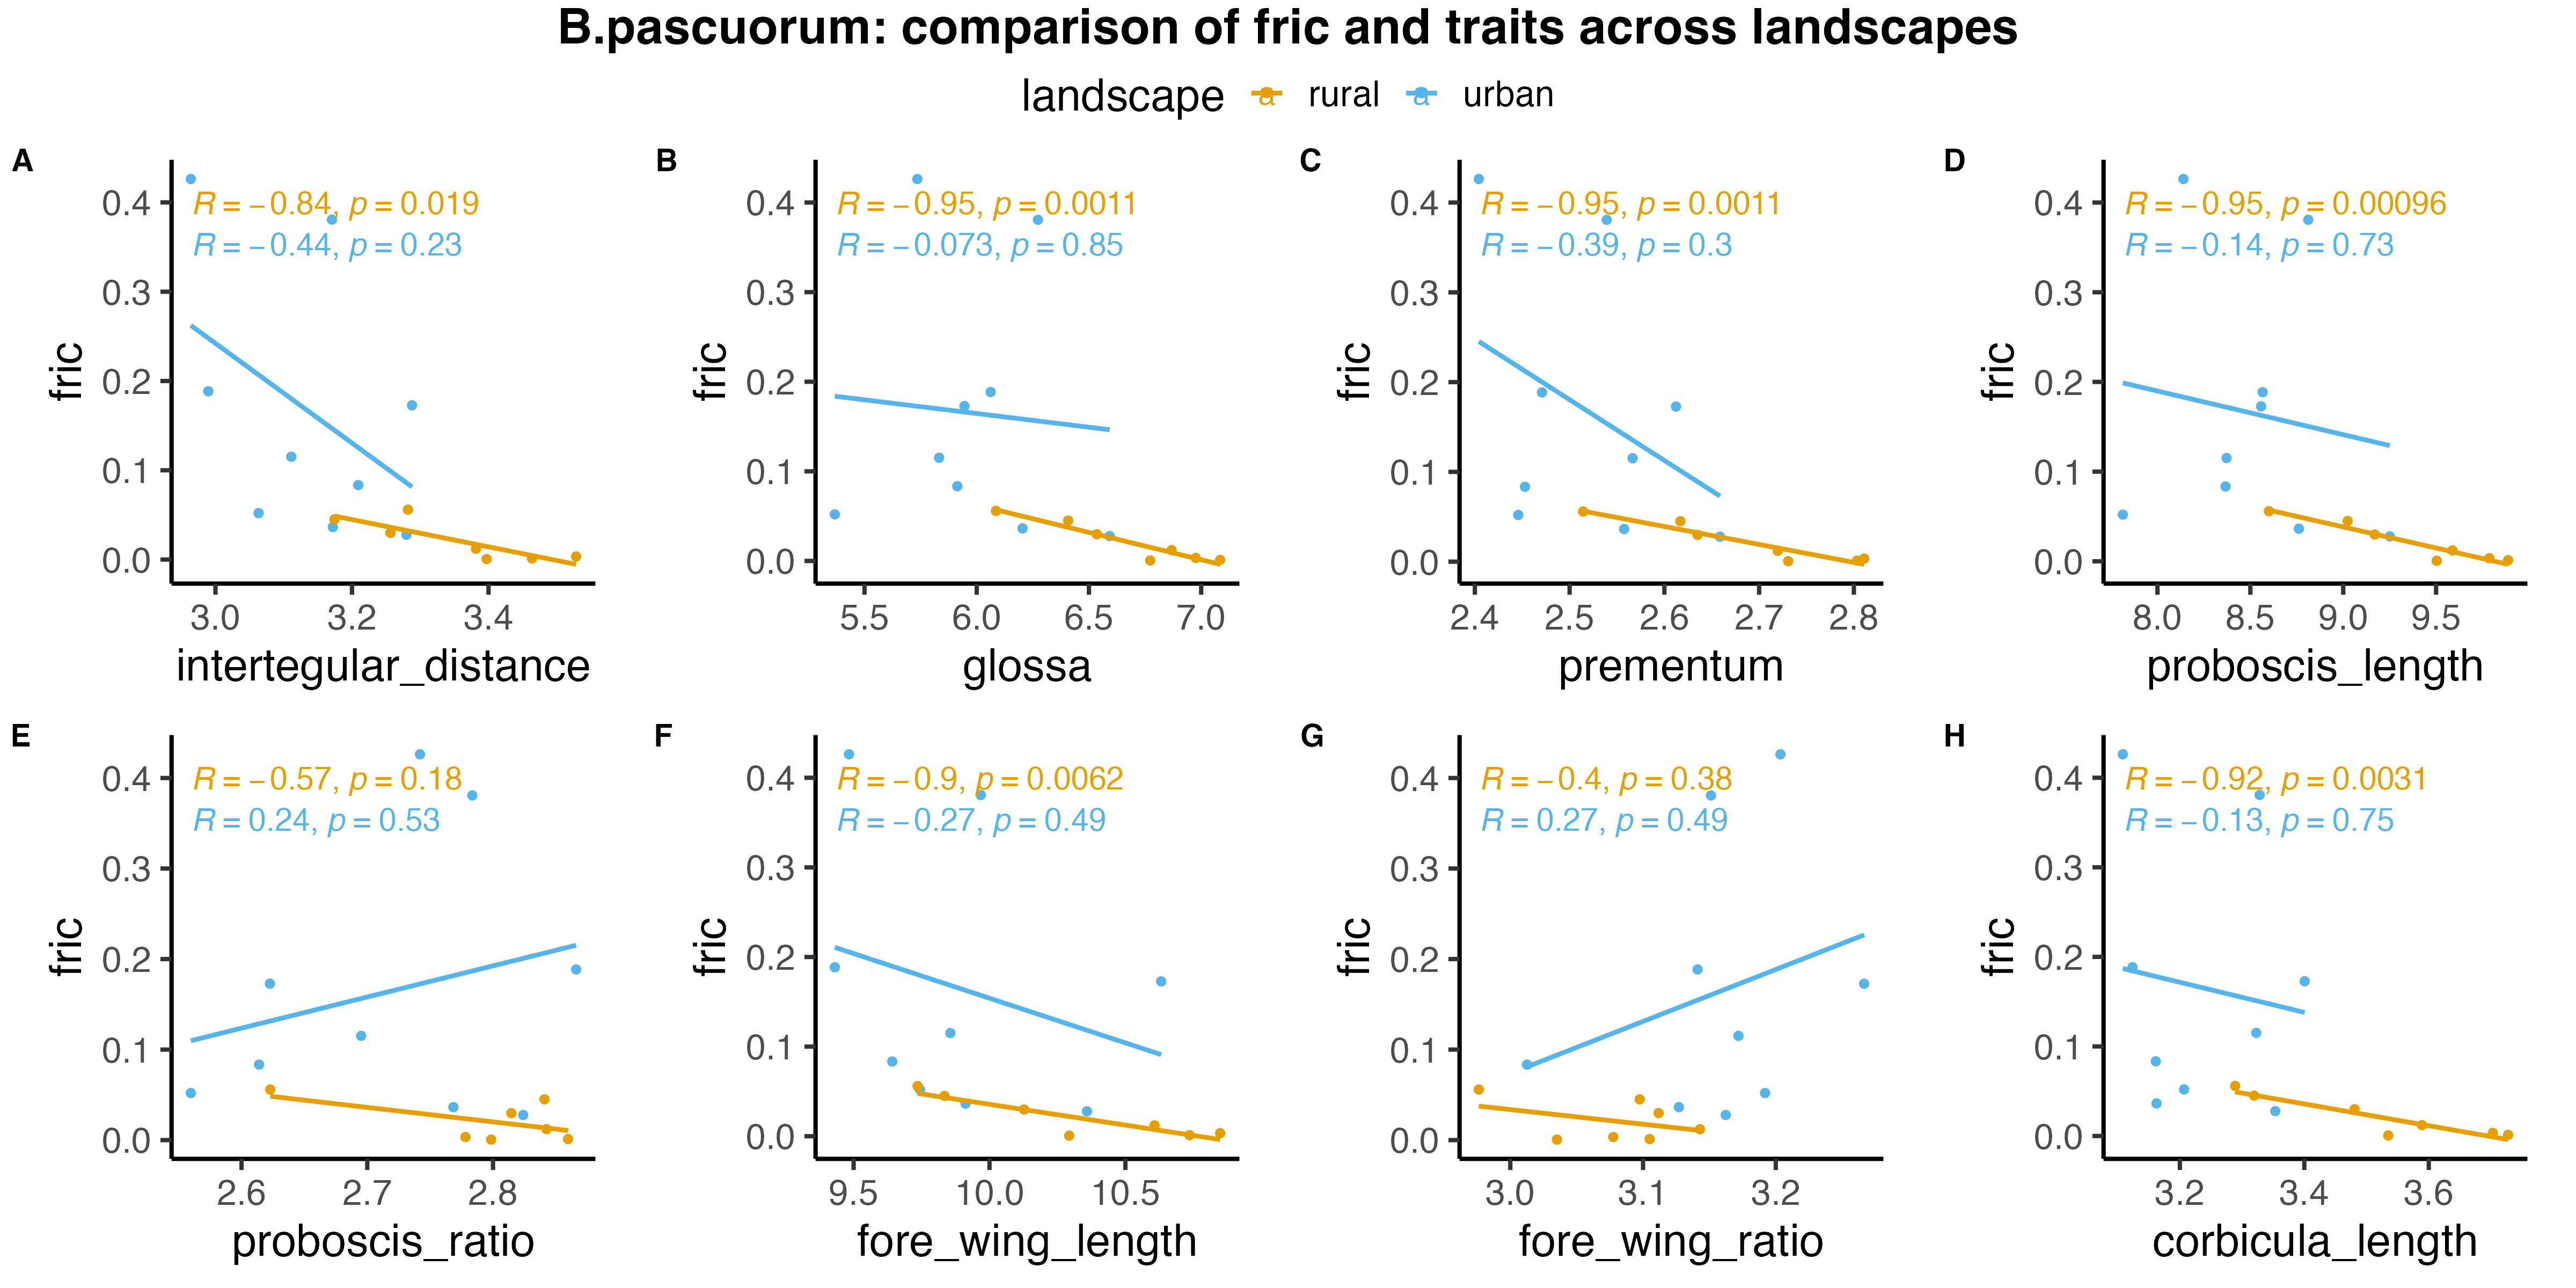 B.pascuorum: comparison of fric and traits across landscapes
landscape a rural a urban
A
R = −0.84, p = 0.019
R = −0.44, p = 0.23
fric
0.4
0.3
0.2
0.1
0.0
3.0 3.2 3.4
intertegular_distance
B
R = −0.95, p = 0.0011
R = −0.073, p = 0.85
fric
0.4
0.3
0.2
0.1
0.0
5.5 6.0 6.5 7.0
glossa
C
R = −0.95, p = 0.0011
R = −0.39, p = 0.3
fric
0.4
0.3
0.2
0.1
0.0
2.4 2.5 2.6 2.7 2.8
prementum
D
R = −0.95, p = 0.00096
R = −0.14, p = 0.73
fric
0.4
0.3
0.2
0.1
0.0
8.0 8.5 9.0 9.5
proboscis_length
E
R = −0.57, p = 0.18
R = 0.24, p = 0.53
fric
0.4
0.3
0.2
0.1
0.0
2.6 2.7 2.8
proboscis_ratio
F
R = −0.9, p = 0.0062
R = −0.27, p = 0.49
fric
0.4
0.3
0.2
0.1
0.0
9.5 10.0 10.5
fore_wing_length
G
R = −0.4, p = 0.38
R = 0.27, p = 0.49
fric
0.4
0.3
0.2
0.1
0.0
3.0 3.1 3.2
fore_wing_ratio
H
R = −0.92, p = 0.0031
R = −0.13, p = 0.75
fric
0.4
0.3
0.2
0.1
0.0
3.2 3.4 3.6
corbicula_length